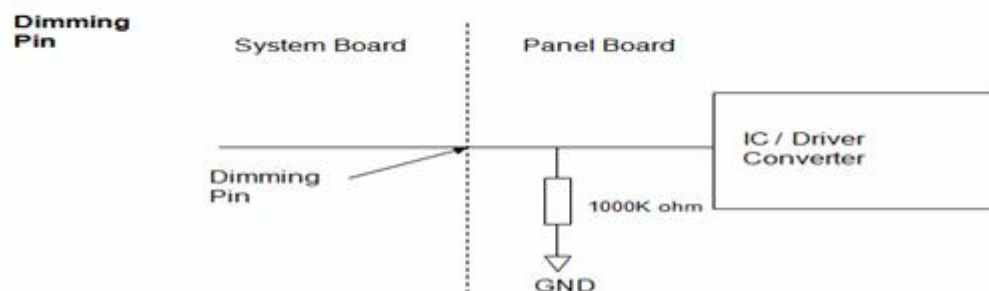 Dimming
Pin
System Board
Panel Board
IC / Driver
Converter
Dimming
Pin
1000K ohm
GND